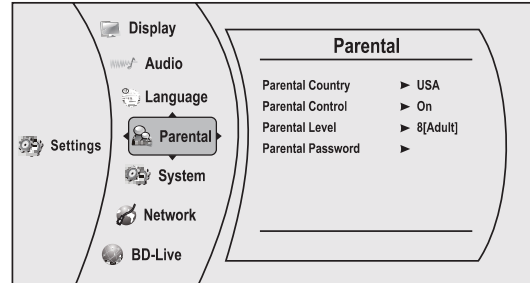 Settings
Display
Audio
Language
Parental
System
Network
BD-Live
Parental
Parental Country ► USA
Parental Control ► On
Parental Level ► 8[Adult]
Parental Password ►